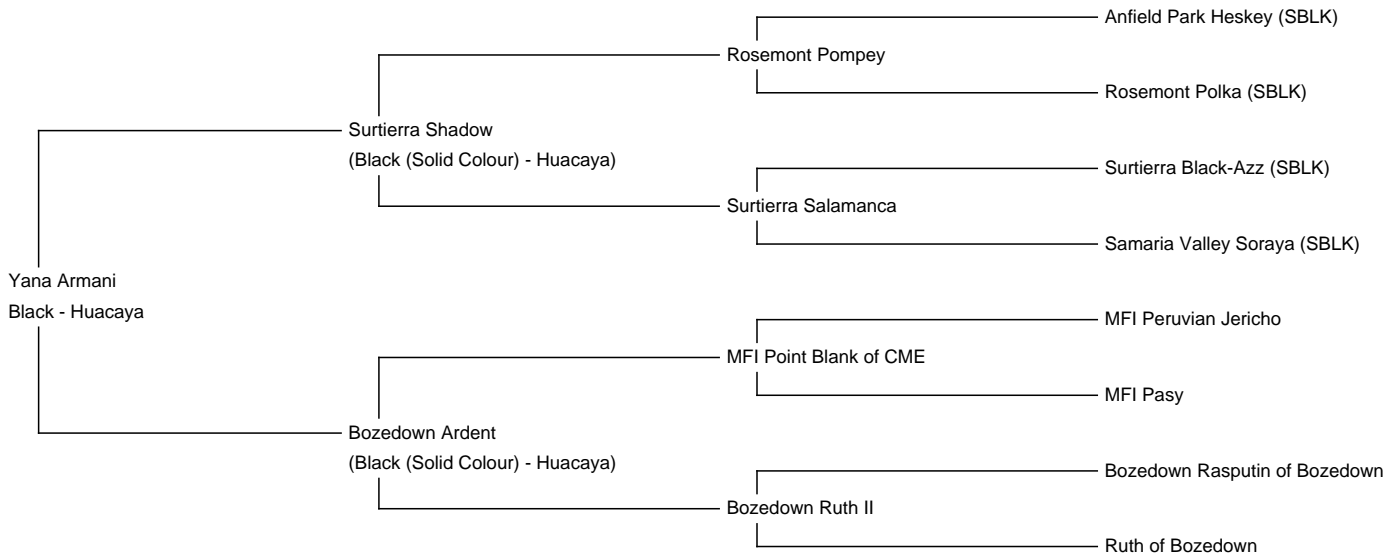 Anfield Park Heskey (SBLK)
Rosemont Pompey
Rosemont Polka (SBLK)
Surtierra Shadow
(Black (Solid Colour) - Huacaya)
Surtierra Black-Azz (SBLK)
Surtierra Salamanca
Samaria Valley Soraya (SBLK)
Yana Armani
Black - Huacaya
MFI Peruvian Jericho
MFI Point Blank of CME
MFI Pasy
Bozedown Ardent
(Black (Solid Colour) - Huacaya)
Bozedown Rasputin of Bozedown
Bozedown Ruth II
Ruth of Bozedown